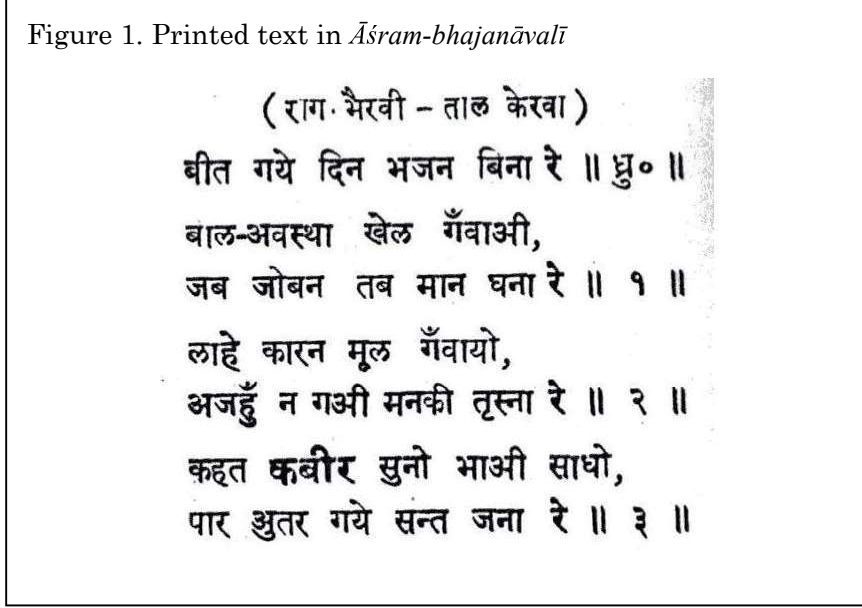 Figure 1. Printed text in Āśram-bhajanāvalī
( राग. भैरवी – ताल केरवा )
बीत गये दिन भजन बिना रे ॥ ध्रु० ॥
बाल-अवस्था खेल गँवाअी,
जब जोबन तब मान घना रे ॥ १ ॥
लाहे कारन मूल गँवायो,
अजहुँ न गअी मनकी तृस्ना रे ॥ २ ॥
कहत कबीर सुनो भाअी साधो,
पार अुतर गये सन्त जना रे ॥ ३ ॥